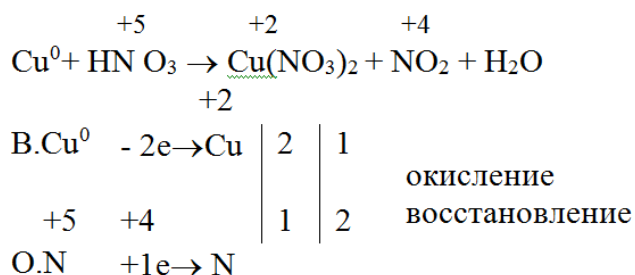 +5 +2 +4
Cu⁰+ HN O₃ → Cu(NO₃)₂ + NO₂ + H₂O
+2
В.Cu⁰ - 2e→Cu | 2 | 1
окисление
+5 +4 | 1 | 2 восстановление
О.N +1e→ N